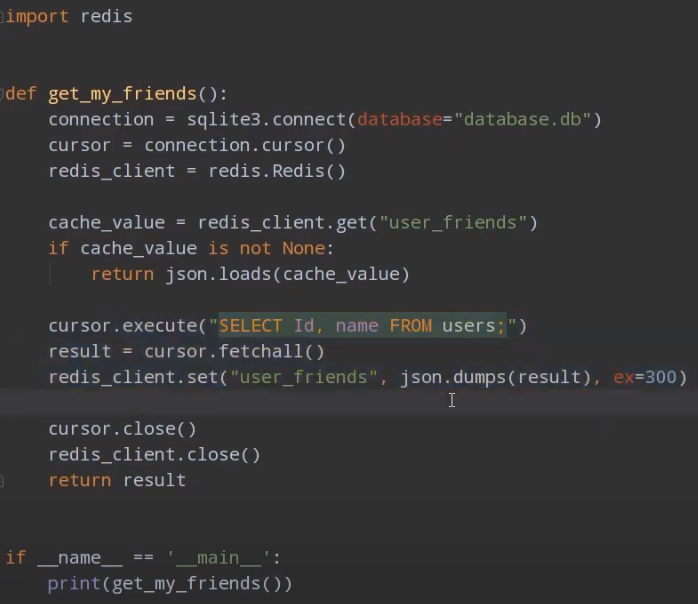 import redis
def get_my_friends():
    connection = sqlite3.connect(database="database.db")
    cursor = connection.cursor()
    redis_client = redis.Redis()
    cache_value = redis_client.get("user_friends")
    if cache_value is not None:
        return json.loads(cache_value)
    cursor.execute("SELECT Id, name FROM users;")
    result = cursor.fetchall()
    redis_client.set("user_friends", json.dumps(result), ex=300)
    cursor.close()
    redis_client.close()
    return result
if __name__ == '__main__':
    print(get_my_friends())